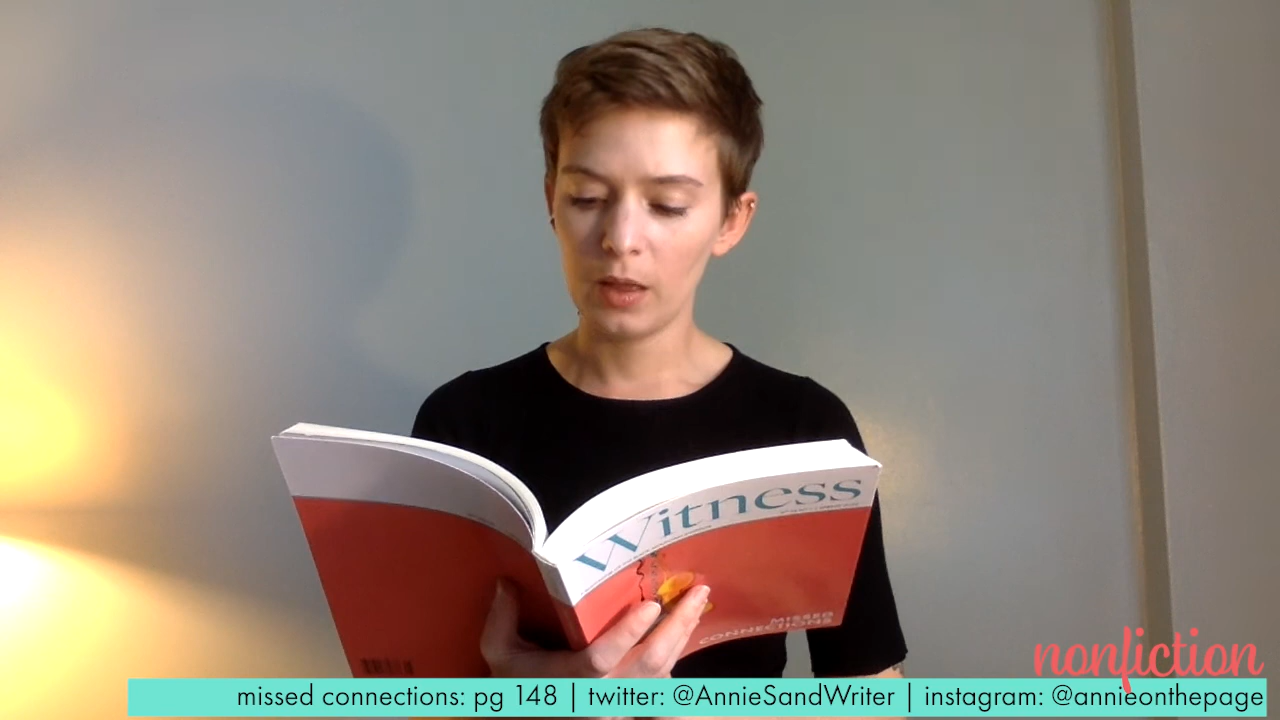 Witness
MISSED
CONNECTIONS
nonfiction
missed connections: pg 148 | twitter: @AnnieSandWriter | instagram: @annieonthepage